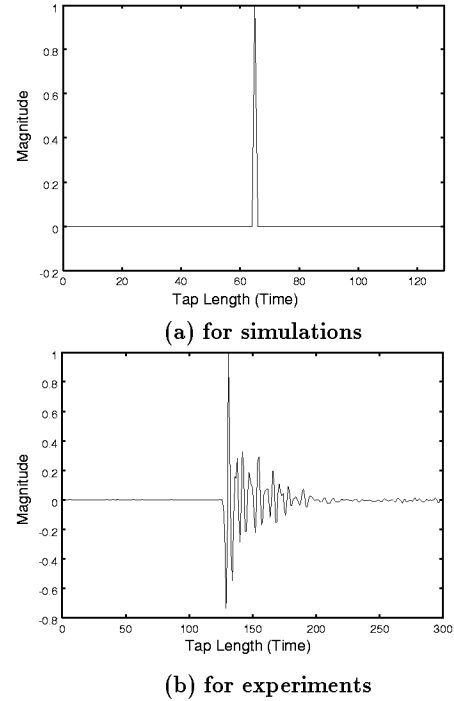 1
0.8
0.6
0.4
0.2
0
-0.2
Magnitude
0 20 40 60 80 100 120
Tap Length (Time)
(a) for simulations
1
0.8
0.6
0.4
0.2
0
-0.2
-0.4
-0.6
-0.8
Magnitude
0 50 100 150 200 250 300
Tap Length (Time)
(b) for experiments